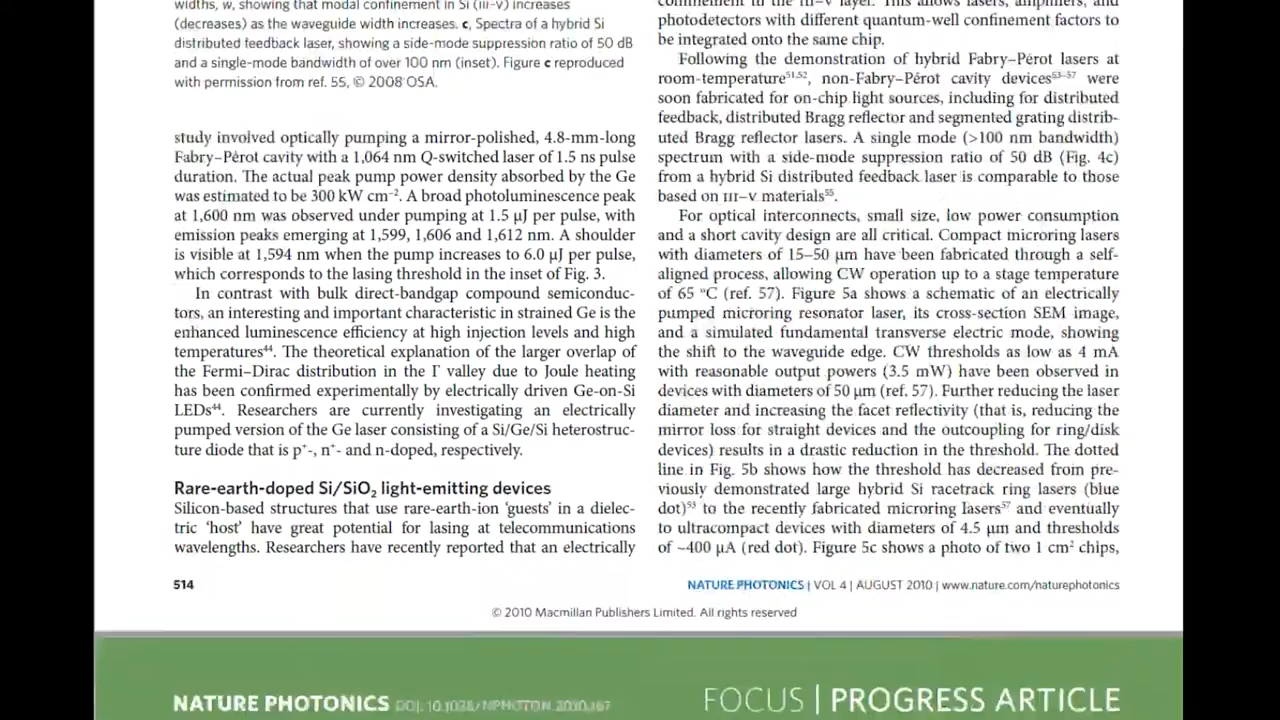 widths, w, showing that modal confinement in Si (III–V) increases
(decreases) as the waveguide width increases. c, Spectra of a hybrid Si
distributed feedback laser, showing a side-mode suppression ratio of 50 dB
and a single-mode bandwidth of over 100 nm (inset). Figure c reproduced
with permission from ref. 55, © 2008 OSA.
study involved optically pumping a mirror-polished, 4.8-mm-long
Fabry–Pérot cavity with a 1,064 nm Q-switched laser of 1.5 ns pulse
duration. The actual peak pump power density absorbed by the Ge
was estimated to be 300 kW cm⁻². A broad photoluminescence peak
at 1,600 nm was observed under pumping at 1.5 μJ per pulse, with
emission peaks emerging at 1,599, 1,606 and 1,612 nm. A shoulder
is visible at 1,594 nm when the pump increases to 6.0 μJ per pulse,
which corresponds to the lasing threshold in the inset of Fig. 3.
In contrast with bulk direct-bandgap compound semiconduc-
tors, an interesting and important characteristic in strained Ge is the
enhanced luminescence efficiency at high injection levels and high
temperatures⁴⁴. The theoretical explanation of the larger overlap of
the Fermi–Dirac distribution in the Γ valley due to Joule heating
has been confirmed experimentally by electrically driven Ge-on-Si
LEDs⁴⁴. Researchers are currently investigating an electrically
pumped version of the Ge laser consisting of a Si/Ge/Si heterostruc-
ture diode that is p⁺-, n⁺- and n-doped, respectively.
Rare-earth-doped Si/SiO₂ light-emitting devices
Silicon-based structures that use rare-earth-ion ‘guests’ in a dielec-
tric ‘host’ have great potential for lasing at telecommunications
wavelengths. Researchers have recently reported that an electrically
confinement in the III–V layer. This allows lasers, amplifiers, and
photodetectors with different quantum-well confinement factors to
be integrated onto the same chip.
Following the demonstration of hybrid Fabry–Pérot lasers at
room-temperature⁵¹,⁵², non-Fabry–Pérot cavity devices⁵³⁻⁵⁷ were
soon fabricated for on-chip light sources, including for distributed
feedback, distributed Bragg reflector and segmented grating distrib-
uted Bragg reflector lasers. A single mode (>100 nm bandwidth)
spectrum with a side-mode suppression ratio of 50 dB (Fig. 4c)
from a hybrid Si distributed feedback laser is comparable to those
based on III–V materials⁵⁵.
For optical interconnects, small size, low power consumption
and a short cavity design are all critical. Compact microring lasers
with diameters of 15–50 μm have been fabricated through a self-
aligned process, allowing CW operation up to a stage temperature
of 65 °C (ref. 57). Figure 5a shows a schematic of an electrically
pumped microring resonator laser, its cross-section SEM image,
and a simulated fundamental transverse electric mode, showing
the shift to the waveguide edge. CW thresholds as low as 4 mA
with reasonable output powers (3.5 mW) have been observed in
devices with diameters of 50 μm (ref. 57). Further reducing the laser
diameter and increasing the facet reflectivity (that is, reducing the
mirror loss for straight devices and the outcoupling for ring/disk
devices) results in a drastic reduction in the threshold. The dotted
line in Fig. 5b shows how the threshold has decreased from pre-
viously demonstrated large hybrid Si racetrack ring lasers (blue
dot)⁵³ to the recently fabricated microring lasers⁵⁷ and eventually
to ultracompact devices with diameters of 4.5 μm and thresholds
of ~400 μA (red dot). Figure 5c shows a photo of two 1 cm² chips,
514
NATURE PHOTONICS | VOL 4 | AUGUST 2010 | www.nature.com/naturephotonics
© 2010 Macmillan Publishers Limited. All rights reserved
NATURE PHOTONICS DOI: 10.1038/NPHOTON.2010.167
FOCUS | PROGRESS ARTICLE